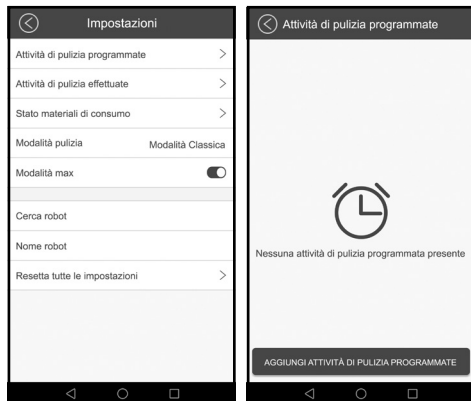 Impostazioni
Attività di pulizia programmate
Attività di pulizia effettuate
Stato materiali di consumo
Modalità pulizia Modalità Classica
Modalità max
Cerca robot
Nome robot
Resetta tutte le impostazioni
Attività di pulizia programmate
Nessuna attività di pulizia programmata presente
AGGIUNGI ATTIVITÀ DI PULIZIA PROGRAMMATE